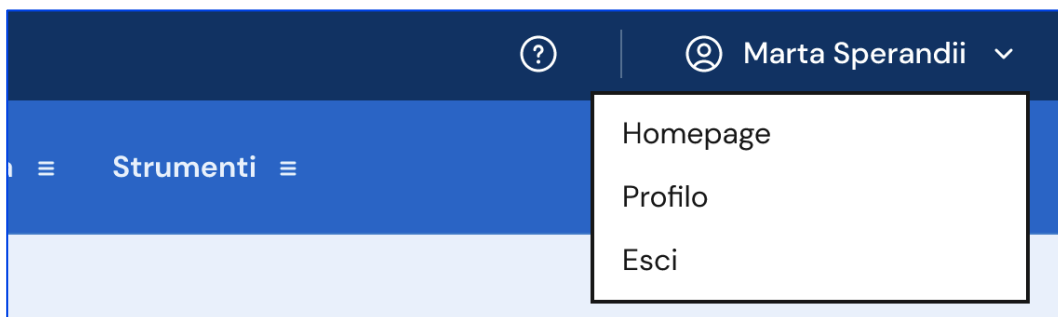 Marta Sperandii
Strumenti
Homepage
Profilo
Esci